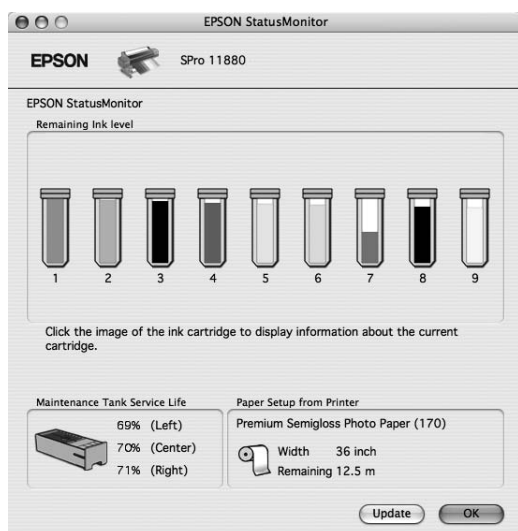 EPSON StatusMonitor
EPSON
SPro 11880
EPSON StatusMonitor
Remaining Ink level
1 2 3 4 5 6 7 8 9
Click the image of the ink cartridge to display information about the current
cartridge.
Maintenance Tank Service Life
69% (Left)
70% (Center)
71% (Right)
Paper Setup from Printer
Premium Semigloss Photo Paper (170)
Width 36 inch
Remaining 12.5 m
Update
OK